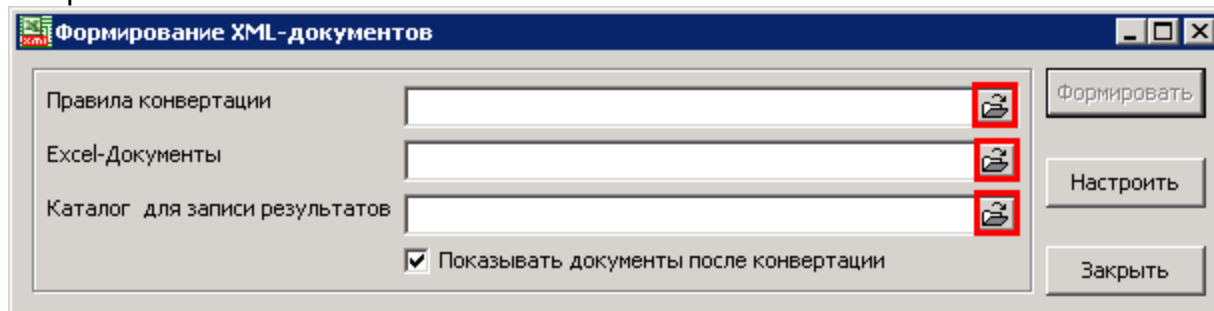 Формирование XML-документов
Правила конвертации
Формировать
Excel-Документы
Настроить
Каталог для записи результатов
Показывать документы после конвертации
Закрыть